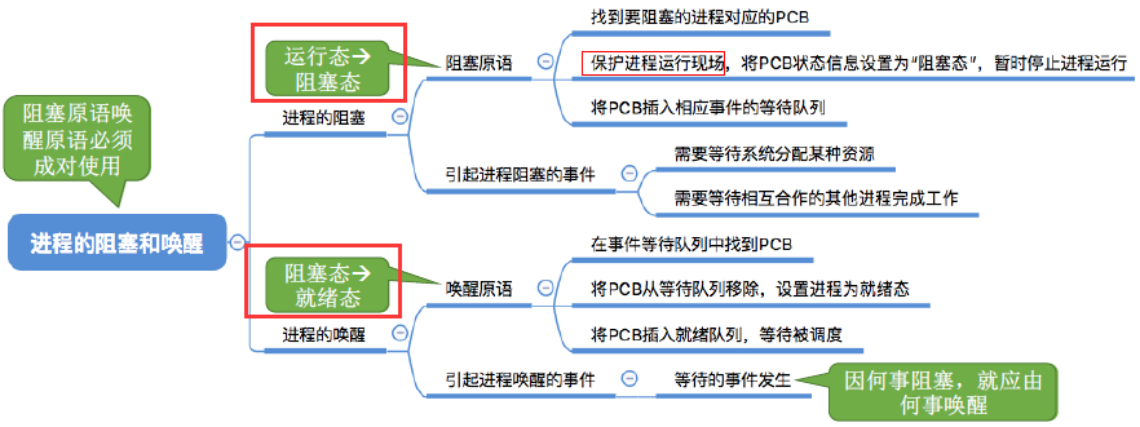 找到要阻塞的进程对应的PCB
运行态→
阻塞态
阻塞原语
保护进程运行现场，将PCB状态信息设置为“阻塞态”，暂时停止进程运行
将PCB插入相应事件的等待队列
进程的阻塞
阻塞原语唤
醒原语必须
成对使用
需要等待系统分配某种资源
引起进程阻塞的事件
需要等待相互合作的其他进程完成工作
进程的阻塞和唤醒
在事件等待队列中找到PCB
阻塞态→
就绪态
唤醒原语
将PCB从等待队列移除，设置进程为就绪态
将PCB插入就绪队列，等待被调度
进程的唤醒
引起进程唤醒的事件
等待的事件发生
因何事阻塞，就应由
何事唤醒